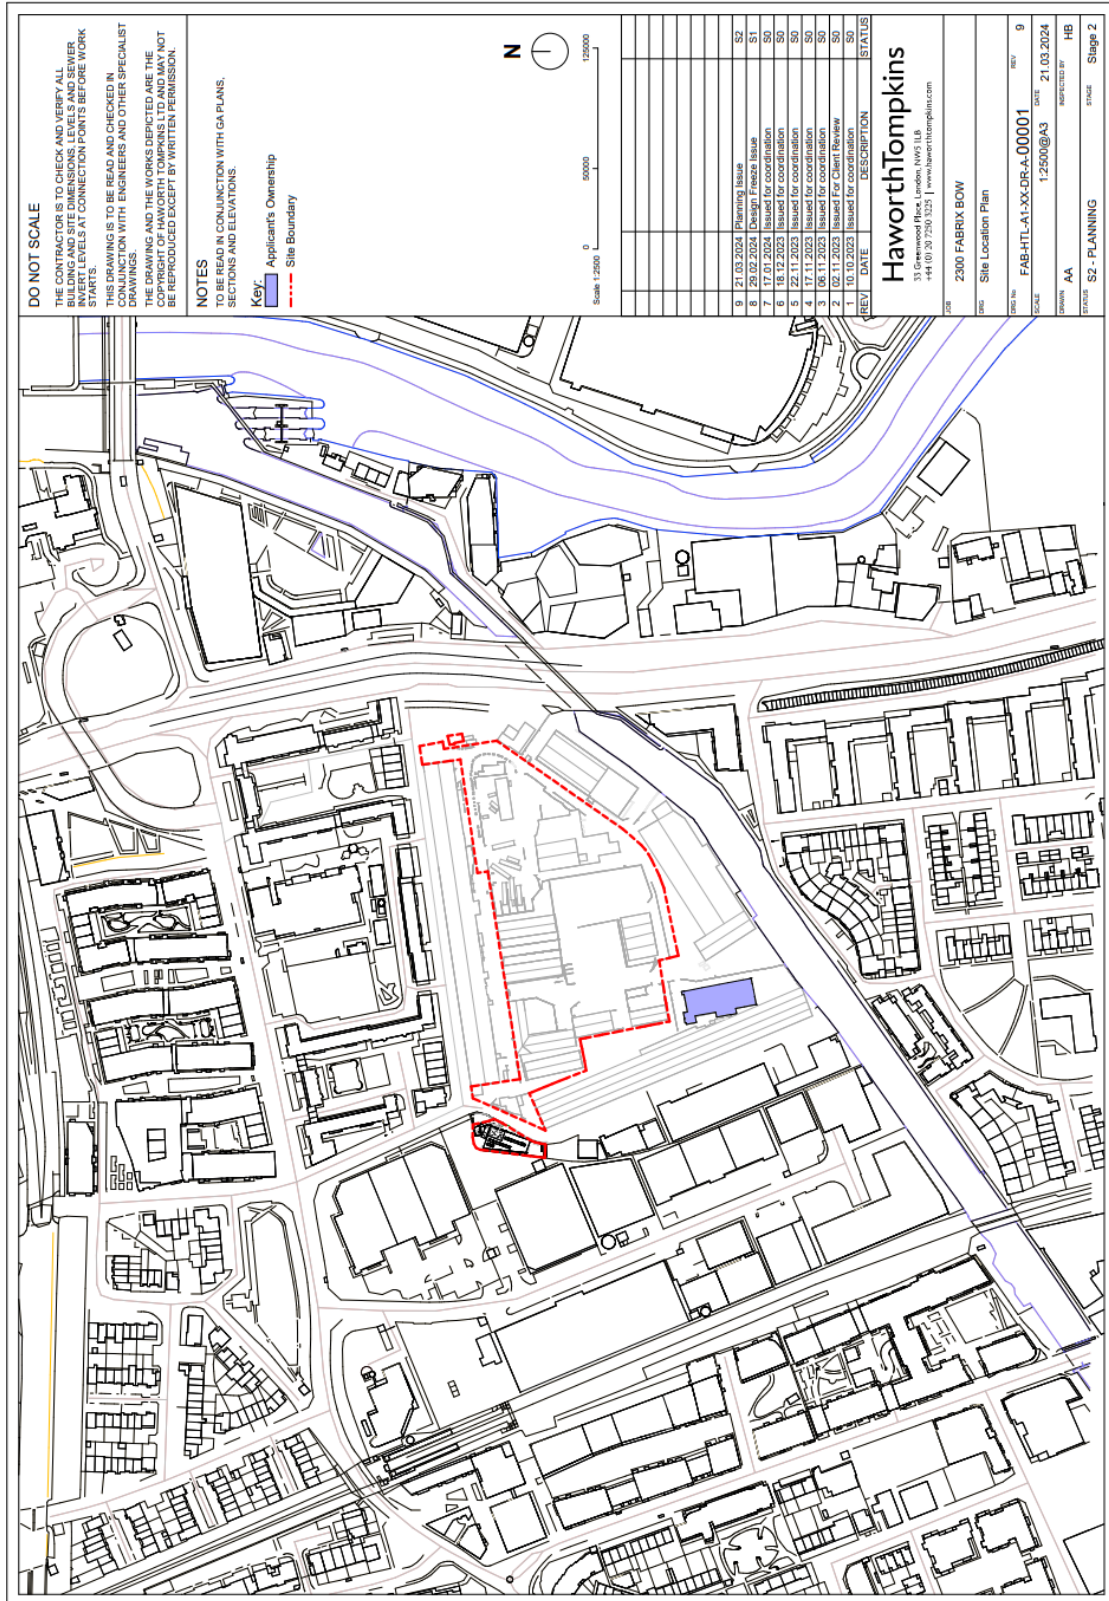 DO NOT SCALE
THE CONTRACTOR IS TO CHECK AND VERIFY ALL
BUILDING AND SITE DIMENSIONS, LEVELS AND SEWER
INVERT LEVELS AT CONNECTION POINTS BEFORE WORK
STARTS.
THIS DRAWING IS TO BE READ AND CHECKED IN
CONJUNCTION WITH ENGINEERS AND OTHER SPECIALIST
DRAWINGS.
THE DRAWING AND THE WORKS DEPICTED ARE THE
COPYRIGHT OF HAWORTH TOMPKINS LTD AND MAY NOT
BE REPRODUCED EXCEPT BY WRITTEN PERMISSION.
NOTES
TO BE READ IN CONJUNCTION WITH GA PLANS,
SECTIONS AND ELEVATIONS.
Key:
Applicant's Ownership
Site Boundary
N
Scale 1:2500
0 50000 125000
9 21.03.2024 Planning Issue S2
8 29.02.2024 Design Freeze Issue S1
7 17.01.2024 Issued for coordination S0
6 18.12.2023 Issued for coordination S0
5 22.11.2023 Issued for coordination S0
4 17.11.2023 Issued for coordination S0
3 06.11.2023 Issued for coordination S0
2 02.11.2023 Issued For Client Review S0
1 10.10.2023 Issued for coordination S0
REV DATE DESCRIPTION STATUS
HaworthTompkins
33 Greenwood Place, London, NW5 1LB
+44 (0) 20 7250 3225 | www.haworthtompkins.com
JOB
2300 FABRIX BOW
DRG
Site Location Plan
DRG No REV
FAB-HTL-A1-XX-DR-A-00001 9
SCALE DATE
1:2500@A3 21.03.2024
DRAWN INSPECTED BY
AA HB
STATUS STAGE
S2 - PLANNING Stage 2